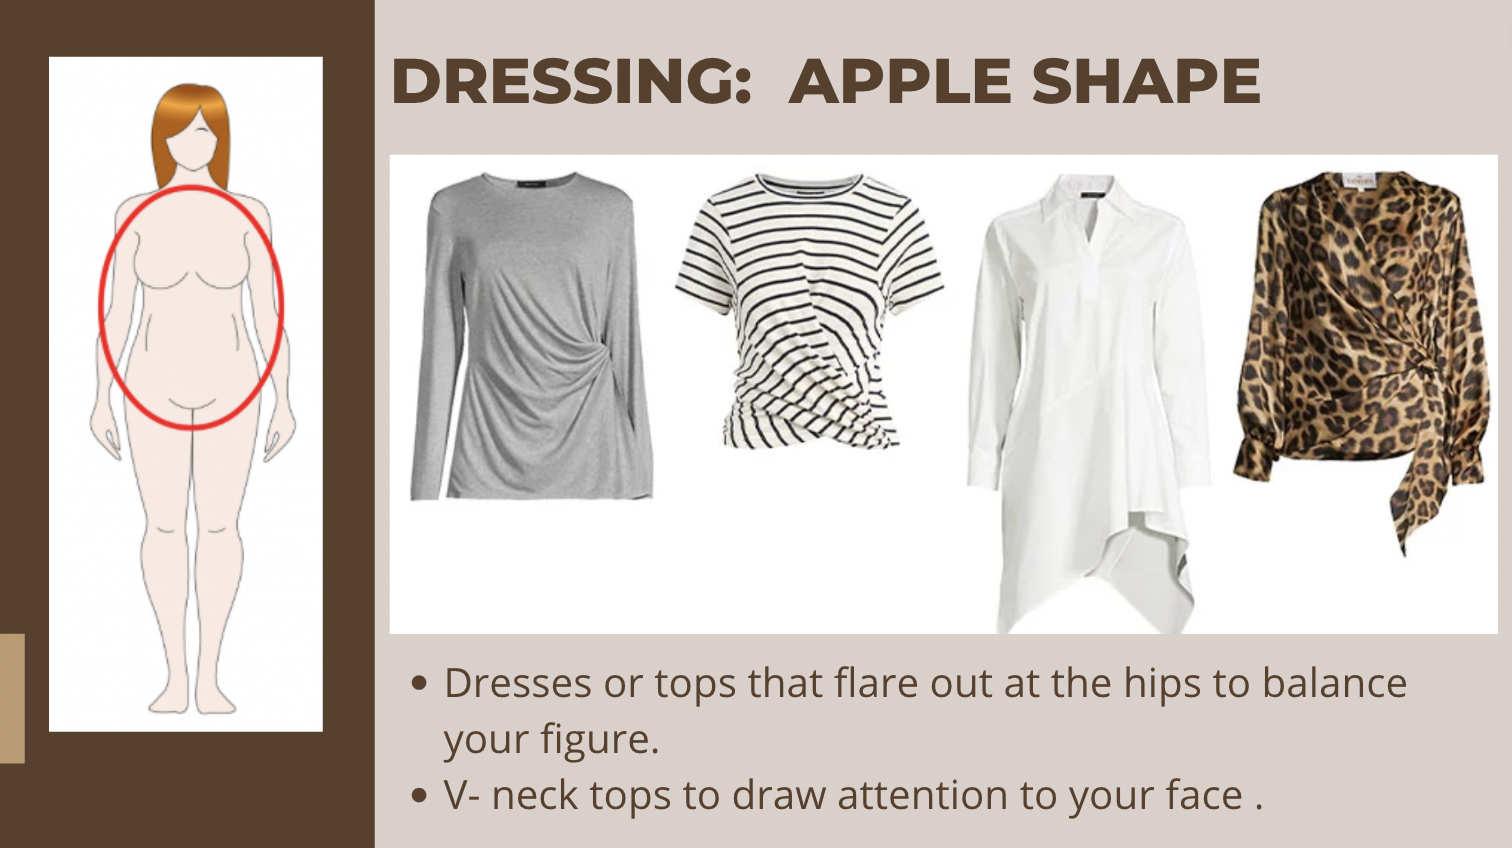 DRESSING: APPLE SHAPE
• Dresses or tops that flare out at the hips to balance
your figure.
• V- neck tops to draw attention to your face .